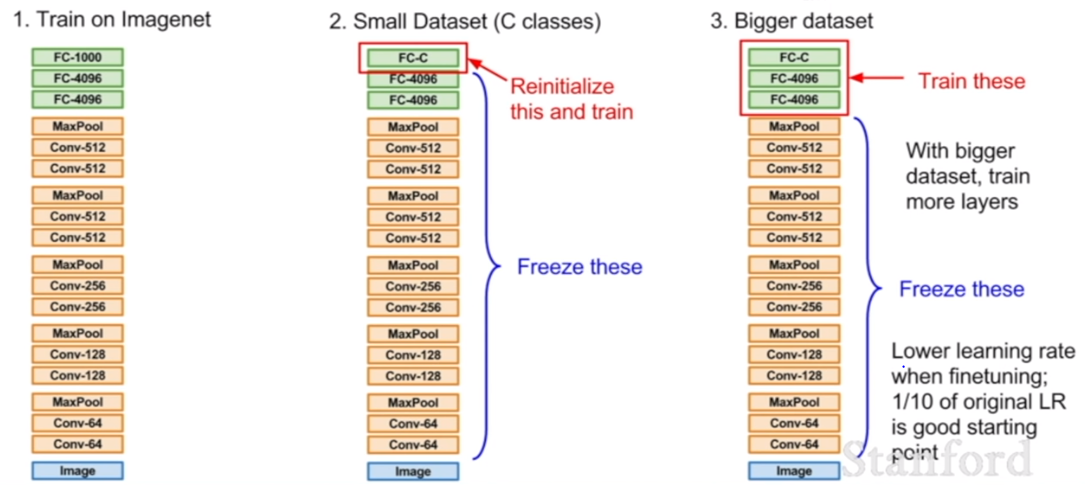 1. Train on Imagenet
FC-1000
FC-4096
FC-4096
MaxPool
Conv-512
Conv-512
MaxPool
Conv-512
Conv-512
MaxPool
Conv-256
Conv-256
MaxPool
Conv-128
Conv-128
MaxPool
Conv-64
Conv-64
Image
2. Small Dataset (C classes)
FC-C
FC-4096
FC-4096
MaxPool
Conv-512
Conv-512
MaxPool
Conv-512
Conv-512
MaxPool
Conv-256
Conv-256
MaxPool
Conv-128
Conv-128
MaxPool
Conv-64
Conv-64
Image
Reinitialize
this and train
Freeze these
3. Bigger dataset
FC-C
FC-4096
FC-4096
MaxPool
Conv-512
Conv-512
MaxPool
Conv-512
Conv-512
MaxPool
Conv-256
Conv-256
MaxPool
Conv-128
Conv-128
MaxPool
Conv-64
Conv-64
Image
Train these
With bigger
dataset, train
more layers
Freeze these
Lower learning rate
when finetuning;
1/10 of original LR
is good starting
point
Stanford